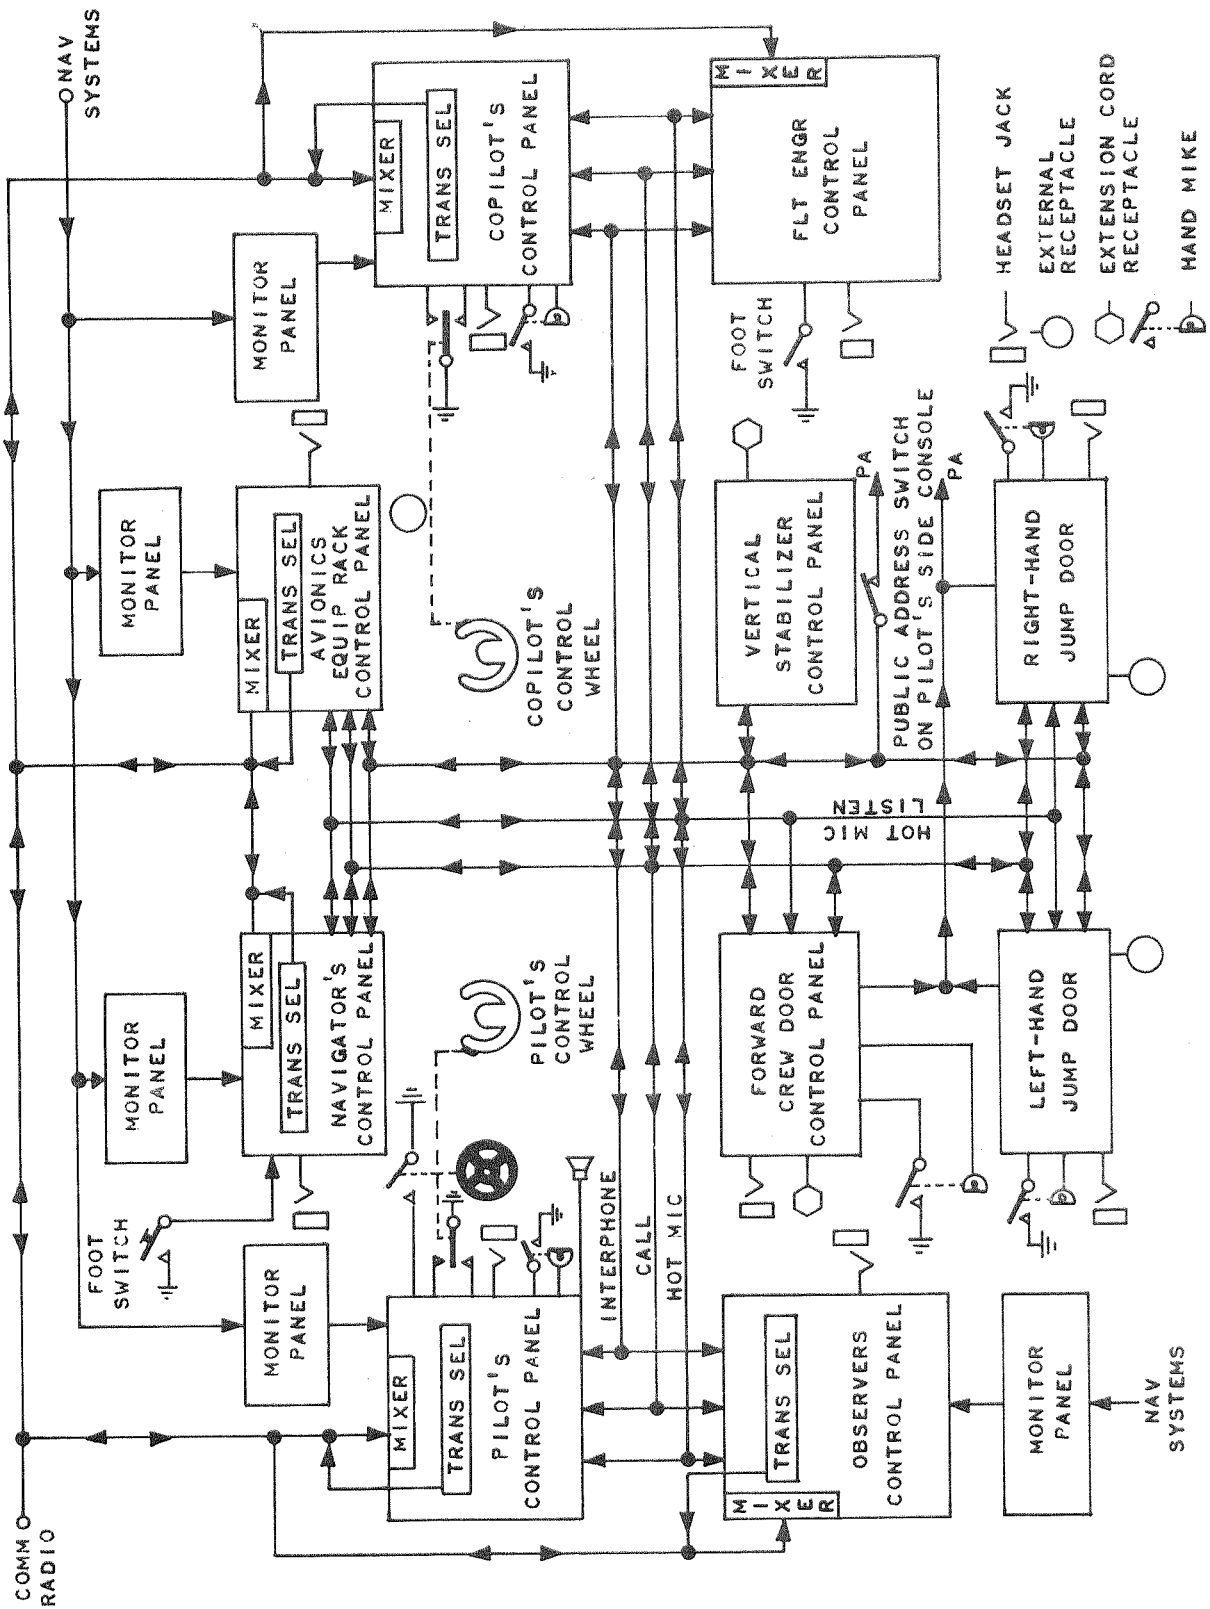 COMM
RADIO
NAV
SYSTEMS
FOOT
SWITCH
MONITOR
PANEL
MONITOR
PANEL
MONITOR
PANEL
MONITOR
PANEL
MIXER
TRANS SEL
PILOT'S
CONTROL PANEL
MIXER
TRANS SEL
NAVIGATOR'S
CONTROL PANEL
MIXER
TRANS SEL
AVIONICS
EQUIP RACK
CONTROL PANEL
MIXER
TRANS SEL
COPILOT'S
CONTROL PANEL
PILOT'S
CONTROL
WHEEL
COPILOT'S
CONTROL
WHEEL
INTERPHONE
CALL
HOT MIC
HOT MIC
LISTEN
TRANS SEL
MIXER
OBSERVERS
CONTROL PANEL
MONITOR
PANEL
NAV
SYSTEMS
FORWARD
CREW DOOR
CONTROL PANEL
VERTICAL
STABILIZER
CONTROL PANEL
PA
PUBLIC ADDRESS SWITCH
ON PILOT'S SIDE CONSOLE
PA
FOOT
SWITCH
MIXER
FLT ENGR
CONTROL
PANEL
LEFT-HAND
JUMP DOOR
RIGHT-HAND
JUMP DOOR
HEADSET JACK
EXTERNAL
RECEPTACLE
EXTENSION CORD
RECEPTACLE
HAND MIKE